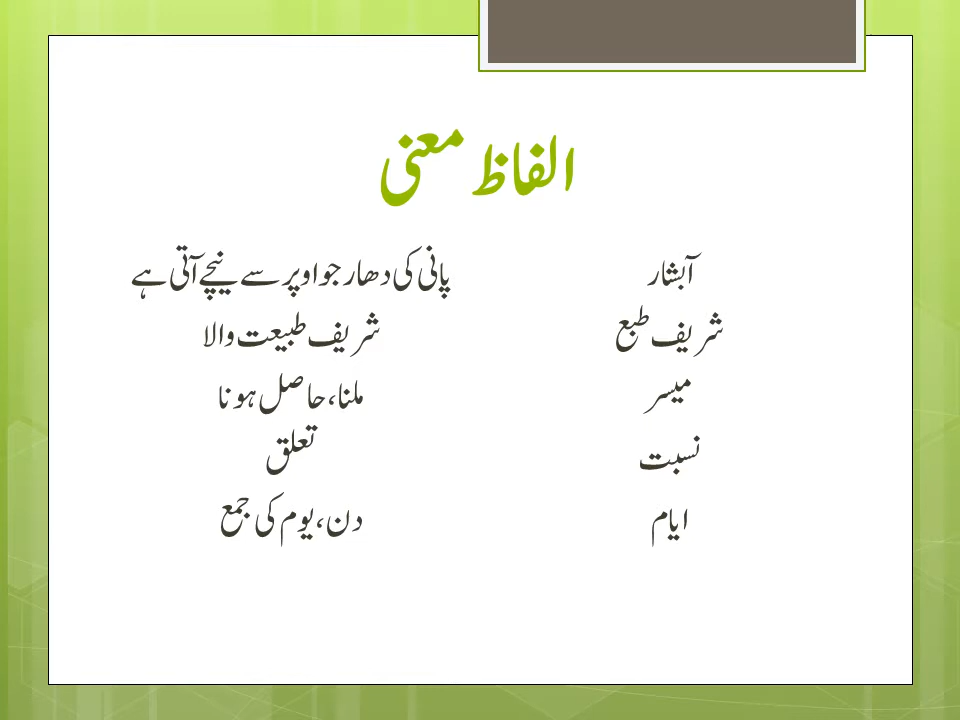 الفاظ معنی
آبشار پانی کی دھار جو اوپر سے نیچے آتی ہے
شریف طبع شریف طبیعت والا
میسر ملنا، حاصل ہونا
نسبت تعلق
ایام دن، یوم کی جمع